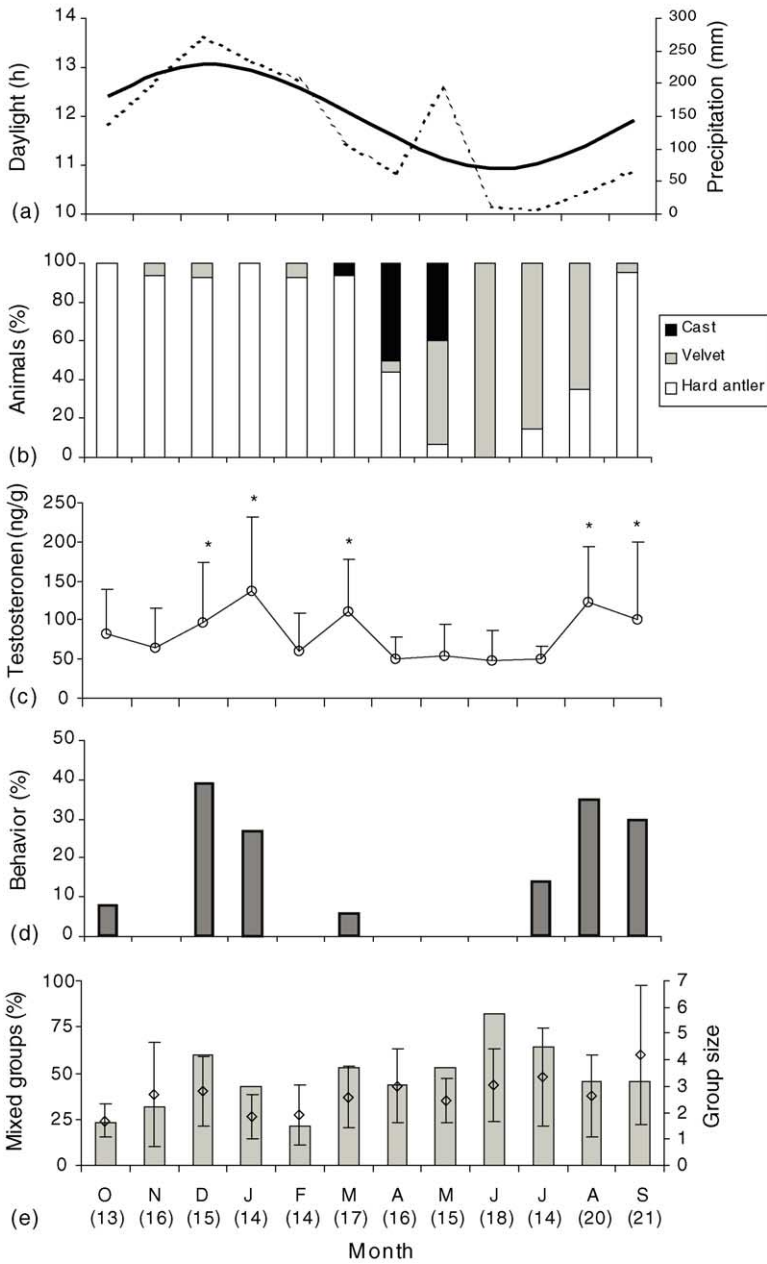 14
13
12
11
10
Daylight (h)
300
250
200
150
100
50
0
Precipitation (mm)
(a)
100
80
60
40
20
0
Animals (%)
Cast
Velvet
Hard antler
(b)
250
200
150
100
50
0
Testosteronen (ng/g)
* * * * *
(c)
50
40
30
20
10
0
Behavior (%)
(d)
100
75
50
25
0
Mixed groups (%)
7
6
5
4
3
2
1
0
Group size
(e)
O N D J F M A M J J A S
(13) (16) (15) (14) (14) (17) (16) (15) (18) (14) (20) (21)
Month